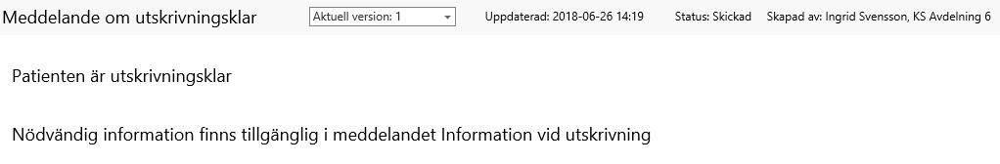 Meddelande om utskrivningsklar Aktuell version: 1 Uppdaterad: 2018-06-26 14:19 Status: Skickad Skapad av: Ingrid Svensson, KS Avdelning 6
Patienten är utskrivningsklar
Nödvändig information finns tillgänglig i meddelandet Information vid utskrivning